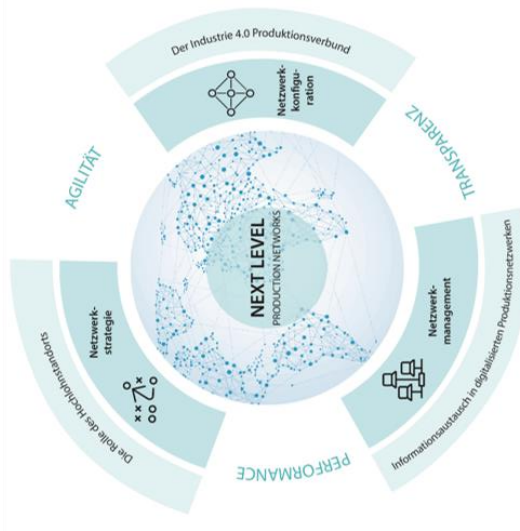 NEXT LEVEL
PRODUCTION NETWORKS
Die Rolle des Hochlohnstandorts
Netzwerk-
strategie
AGILITÄT
Der Industrie 4.0 Produktionsverbund
Netzwerk-
konfigu-
ration
TRANSPARENZ
Informationsaustausch in digitalisierten Produktionsnetzwerken
Netzwerk-
management
PERFORMANCE